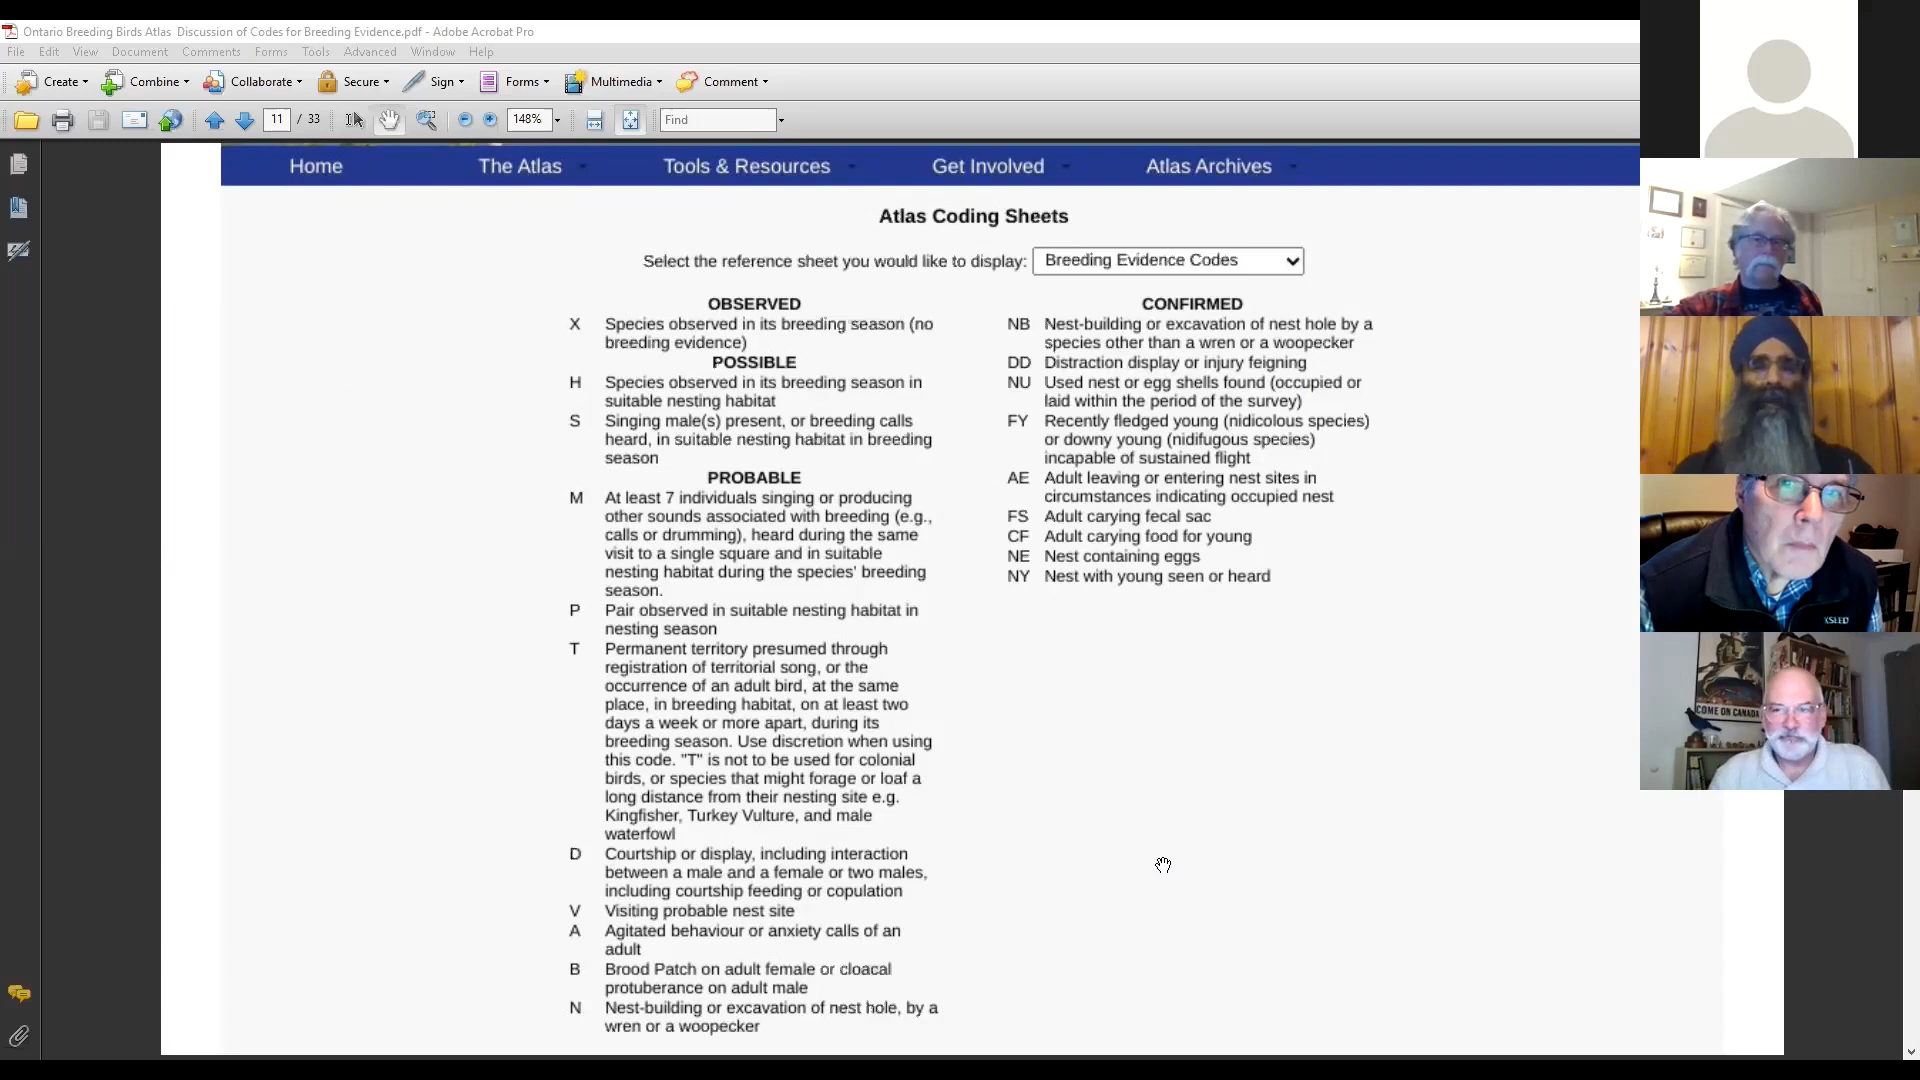 Ontario Breeding Birds Atlas Discussion of Codes for Breeding Evidence.pdf - Adobe Acrobat Pro
File Edit View Document Comments Forms Tools Advanced Window Help
Create Combine Collaborate Secure Sign Forms Multimedia Comment
11 / 33 148% Find
Home The Atlas Tools & Resources Get Involved Atlas Archives
Atlas Coding Sheets
Select the reference sheet you would like to display: Breeding Evidence Codes
OBSERVED
X Species observed in its breeding season (no
breeding evidence)
POSSIBLE
H Species observed in its breeding season in
suitable nesting habitat
S Singing male(s) present, or breeding calls
heard, in suitable nesting habitat in breeding
season
PROBABLE
M At least 7 individuals singing or producing
other sounds associated with breeding (e.g.,
calls or drumming), heard during the same
visit to a single square and in suitable
nesting habitat during the species' breeding
season.
P Pair observed in suitable nesting habitat in
nesting season
T Permanent territory presumed through
registration of territorial song, or the
occurrence of an adult bird, at the same
place, in breeding habitat, on at least two
days a week or more apart, during its
breeding season. Use discretion when using
this code. "T" is not to be used for colonial
birds, or species that might forage or loaf a
long distance from their nesting site e.g.
Kingfisher, Turkey Vulture, and male
waterfowl
D Courtship or display, including interaction
between a male and a female or two males,
including courtship feeding or copulation
V Visiting probable nest site
A Agitated behaviour or anxiety calls of an
adult
B Brood Patch on adult female or cloacal
protuberance on adult male
N Nest-building or excavation of nest hole, by a
wren or a woopecker
CONFIRMED
NB Nest-building or excavation of nest hole by a
species other than a wren or a woopecker
DD Distraction display or injury feigning
NU Used nest or egg shells found (occupied or
laid within the period of the survey)
FY Recently fledged young (nidicolous species)
or downy young (nidifugous species)
incapable of sustained flight
AE Adult leaving or entering nest sites in
circumstances indicating occupied nest
FS Adult carying fecal sac
CF Adult carying food for young
NE Nest containing eggs
NY Nest with young seen or heard
COME ON CANADA